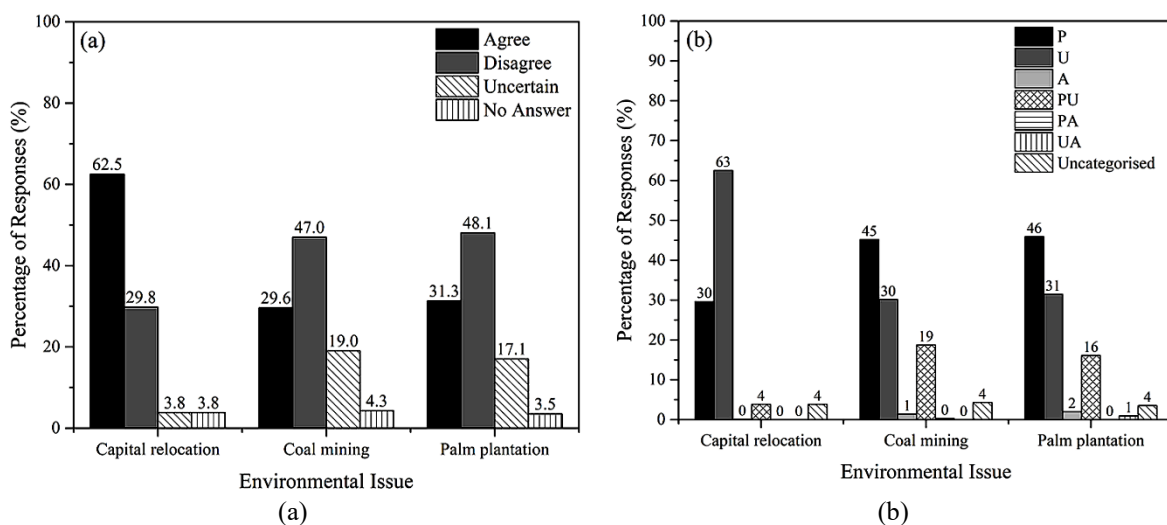 (a)
Agree
Disagree
Uncertain
No Answer
Percentage of Responses (%)
100
80
60
40
20
0
62.5
29.8
3.8
3.8
29.6
47.0
19.0
4.3
31.3
48.1
17.1
3.5
Capital relocation
Coal mining
Palm plantation
Environmental Issue
(a)
(b)
P
U
A
PU
PA
UA
Uncategorised
Percentage of Responses (%)
100
90
80
70
60
50
40
30
20
10
0
30
63
0
4
0
0
4
45
30
1
19
0
0
4
46
31
2
16
0
1
4
Capital relocation
Coal mining
Palm plantation
Environmental Issue
(b)